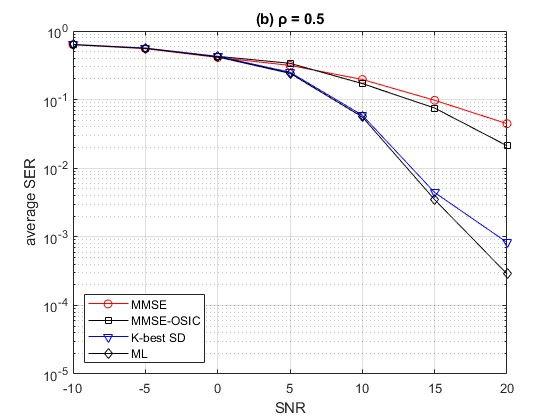 (b) ρ = 0.5
10^0
10^-1
10^-2
10^-3
10^-4
10^-5
average SER
MMSE
MMSE-OSIC
K-best SD
ML
-10 -5 0 5 10 15 20
SNR